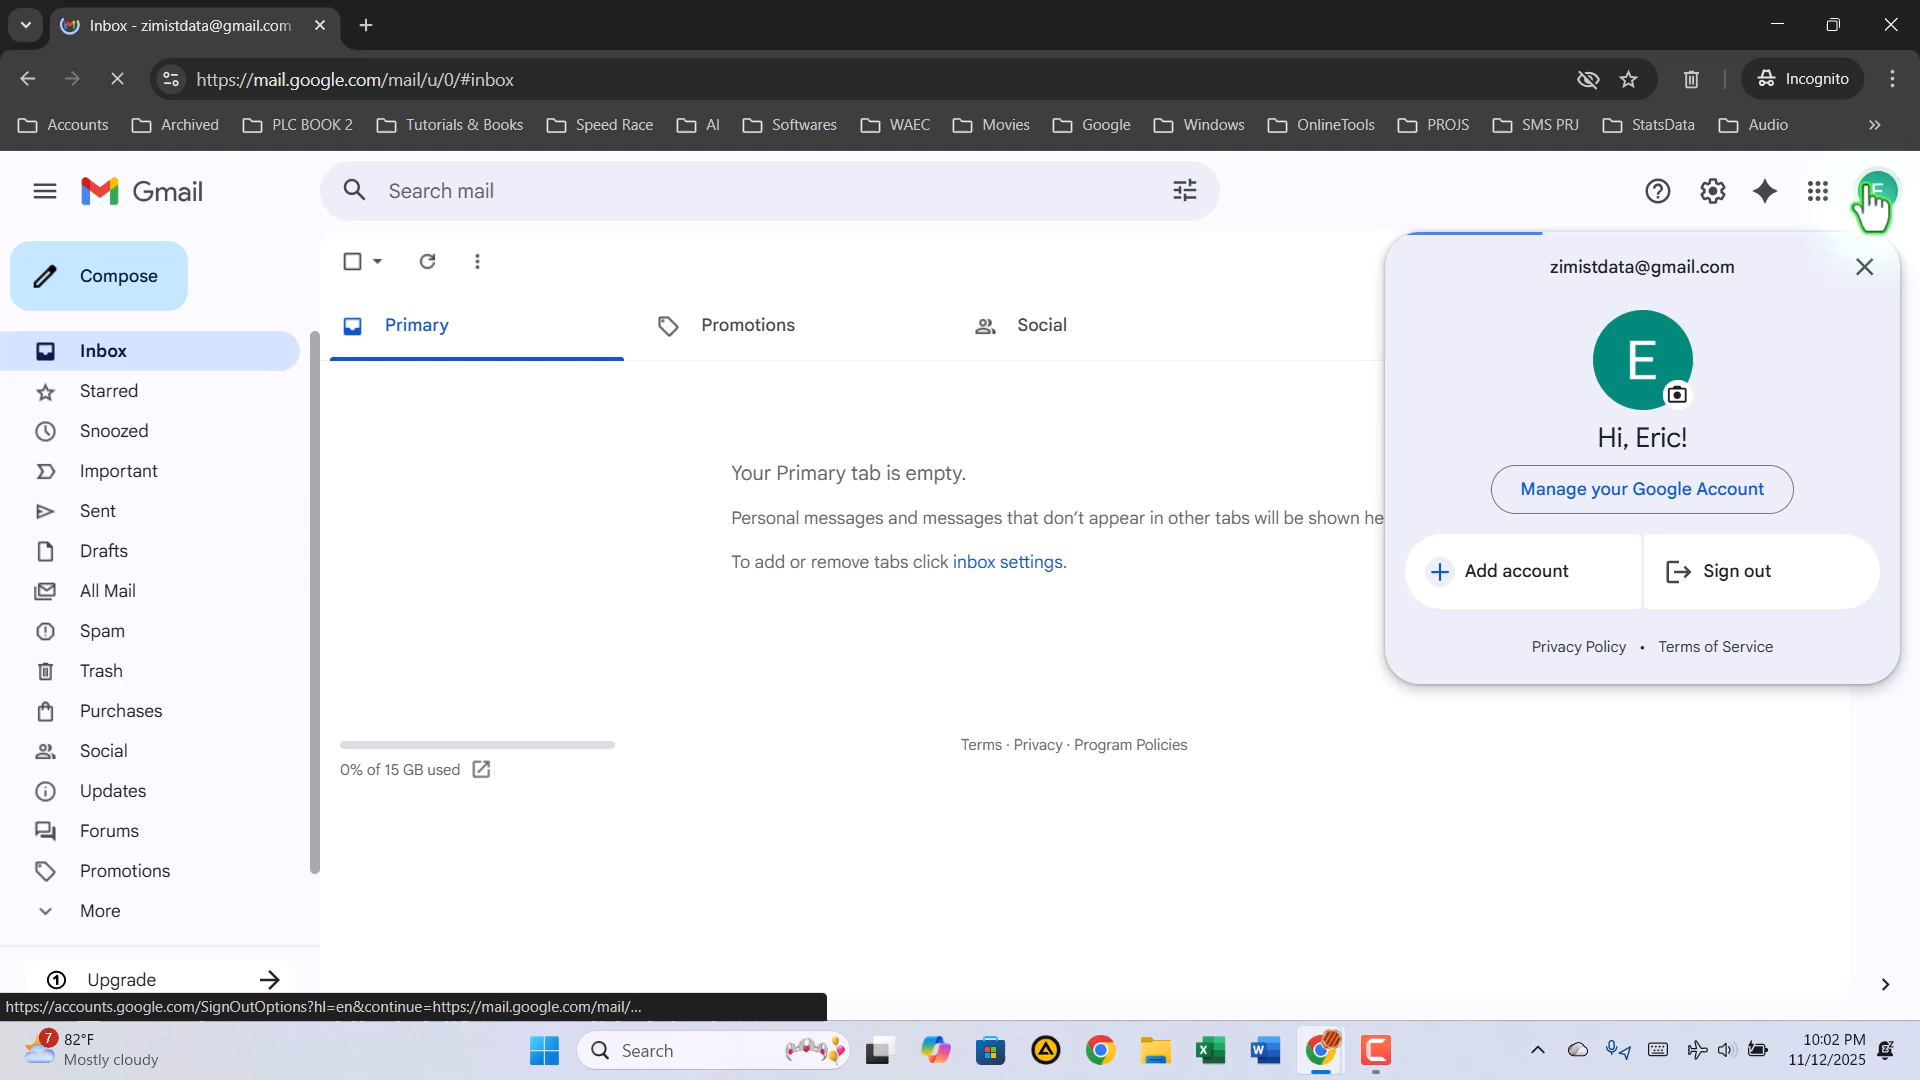 Inbox - zimistdata@gmail.com
https://mail.google.com/mail/u/0/#inbox
Incognito
Accounts
Archived
PLC BOOK 2
Tutorials & Books
Speed Race
AI
Softwares
WAEC
Movies
Google
Windows
OnlineTools
PROJS
SMS PRJ
StatsData
Audio
Gmail
Search mail
E
Compose
Inbox
Starred
Snoozed
Important
Sent
Drafts
All Mail
Spam
Trash
Purchases
Social
Updates
Forums
Promotions
More
1 Upgrade
Primary
Promotions
Social
Your Primary tab is empty.
Personal messages and messages that don't appear in other tabs will be shown he
To add or remove tabs click inbox settings.
0% of 15 GB used
Terms · Privacy · Program Policies
zimistdata@gmail.com
E
Hi, Eric!
Manage your Google Account
Add account
Sign out
Privacy Policy • Terms of Service
https://accounts.google.com/SignOutOptions?hl=en&continue=https://mail.google.com/mail/...
7
82°F
Mostly cloudy
Search
10:02 PM
11/12/2025